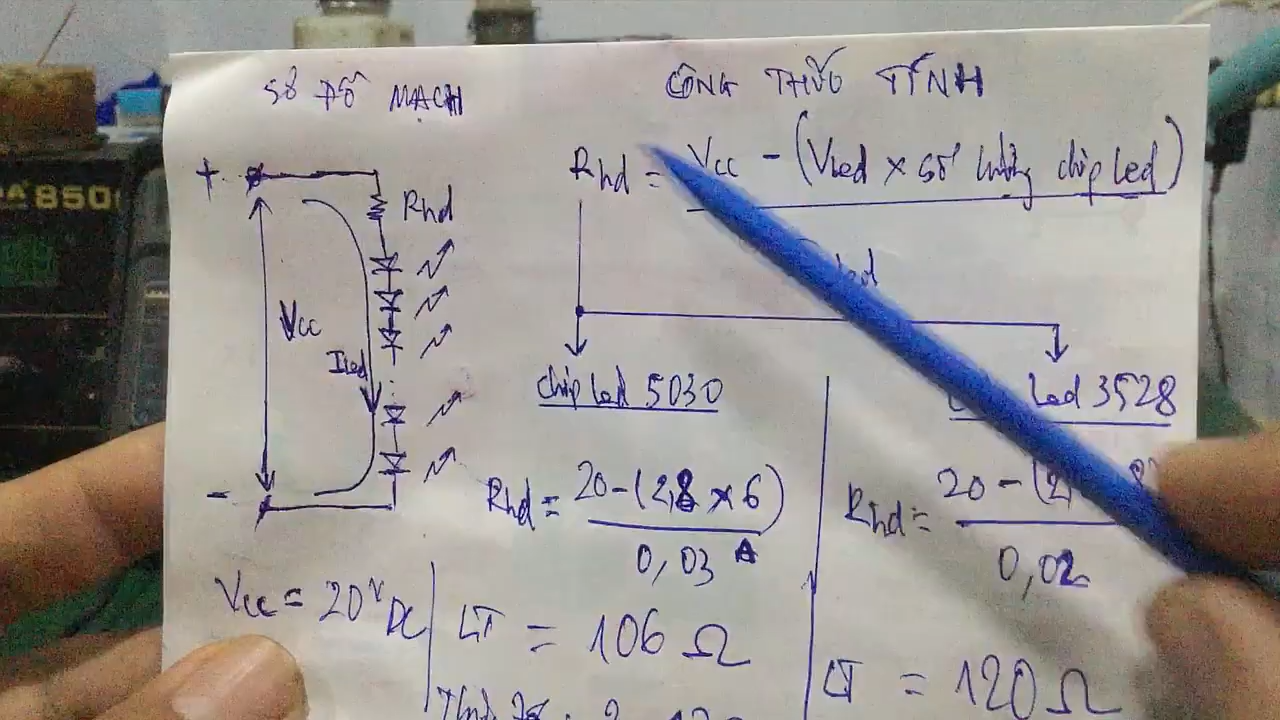 SƠ ĐỒ MẠCH
CÔNG THỨC TÍNH
+
Rhd
Vcc
Iled
-
Rhd = Vcc - (Vled x số lượng chip led)
chip led 5030
Led 3528
Rhd = 20-(2,8 x 6)
0,03 A
Rhd = 20 - (2,
0,02
Vcc = 20V DC
LT = 106 Ω
LT = 120 Ω
850